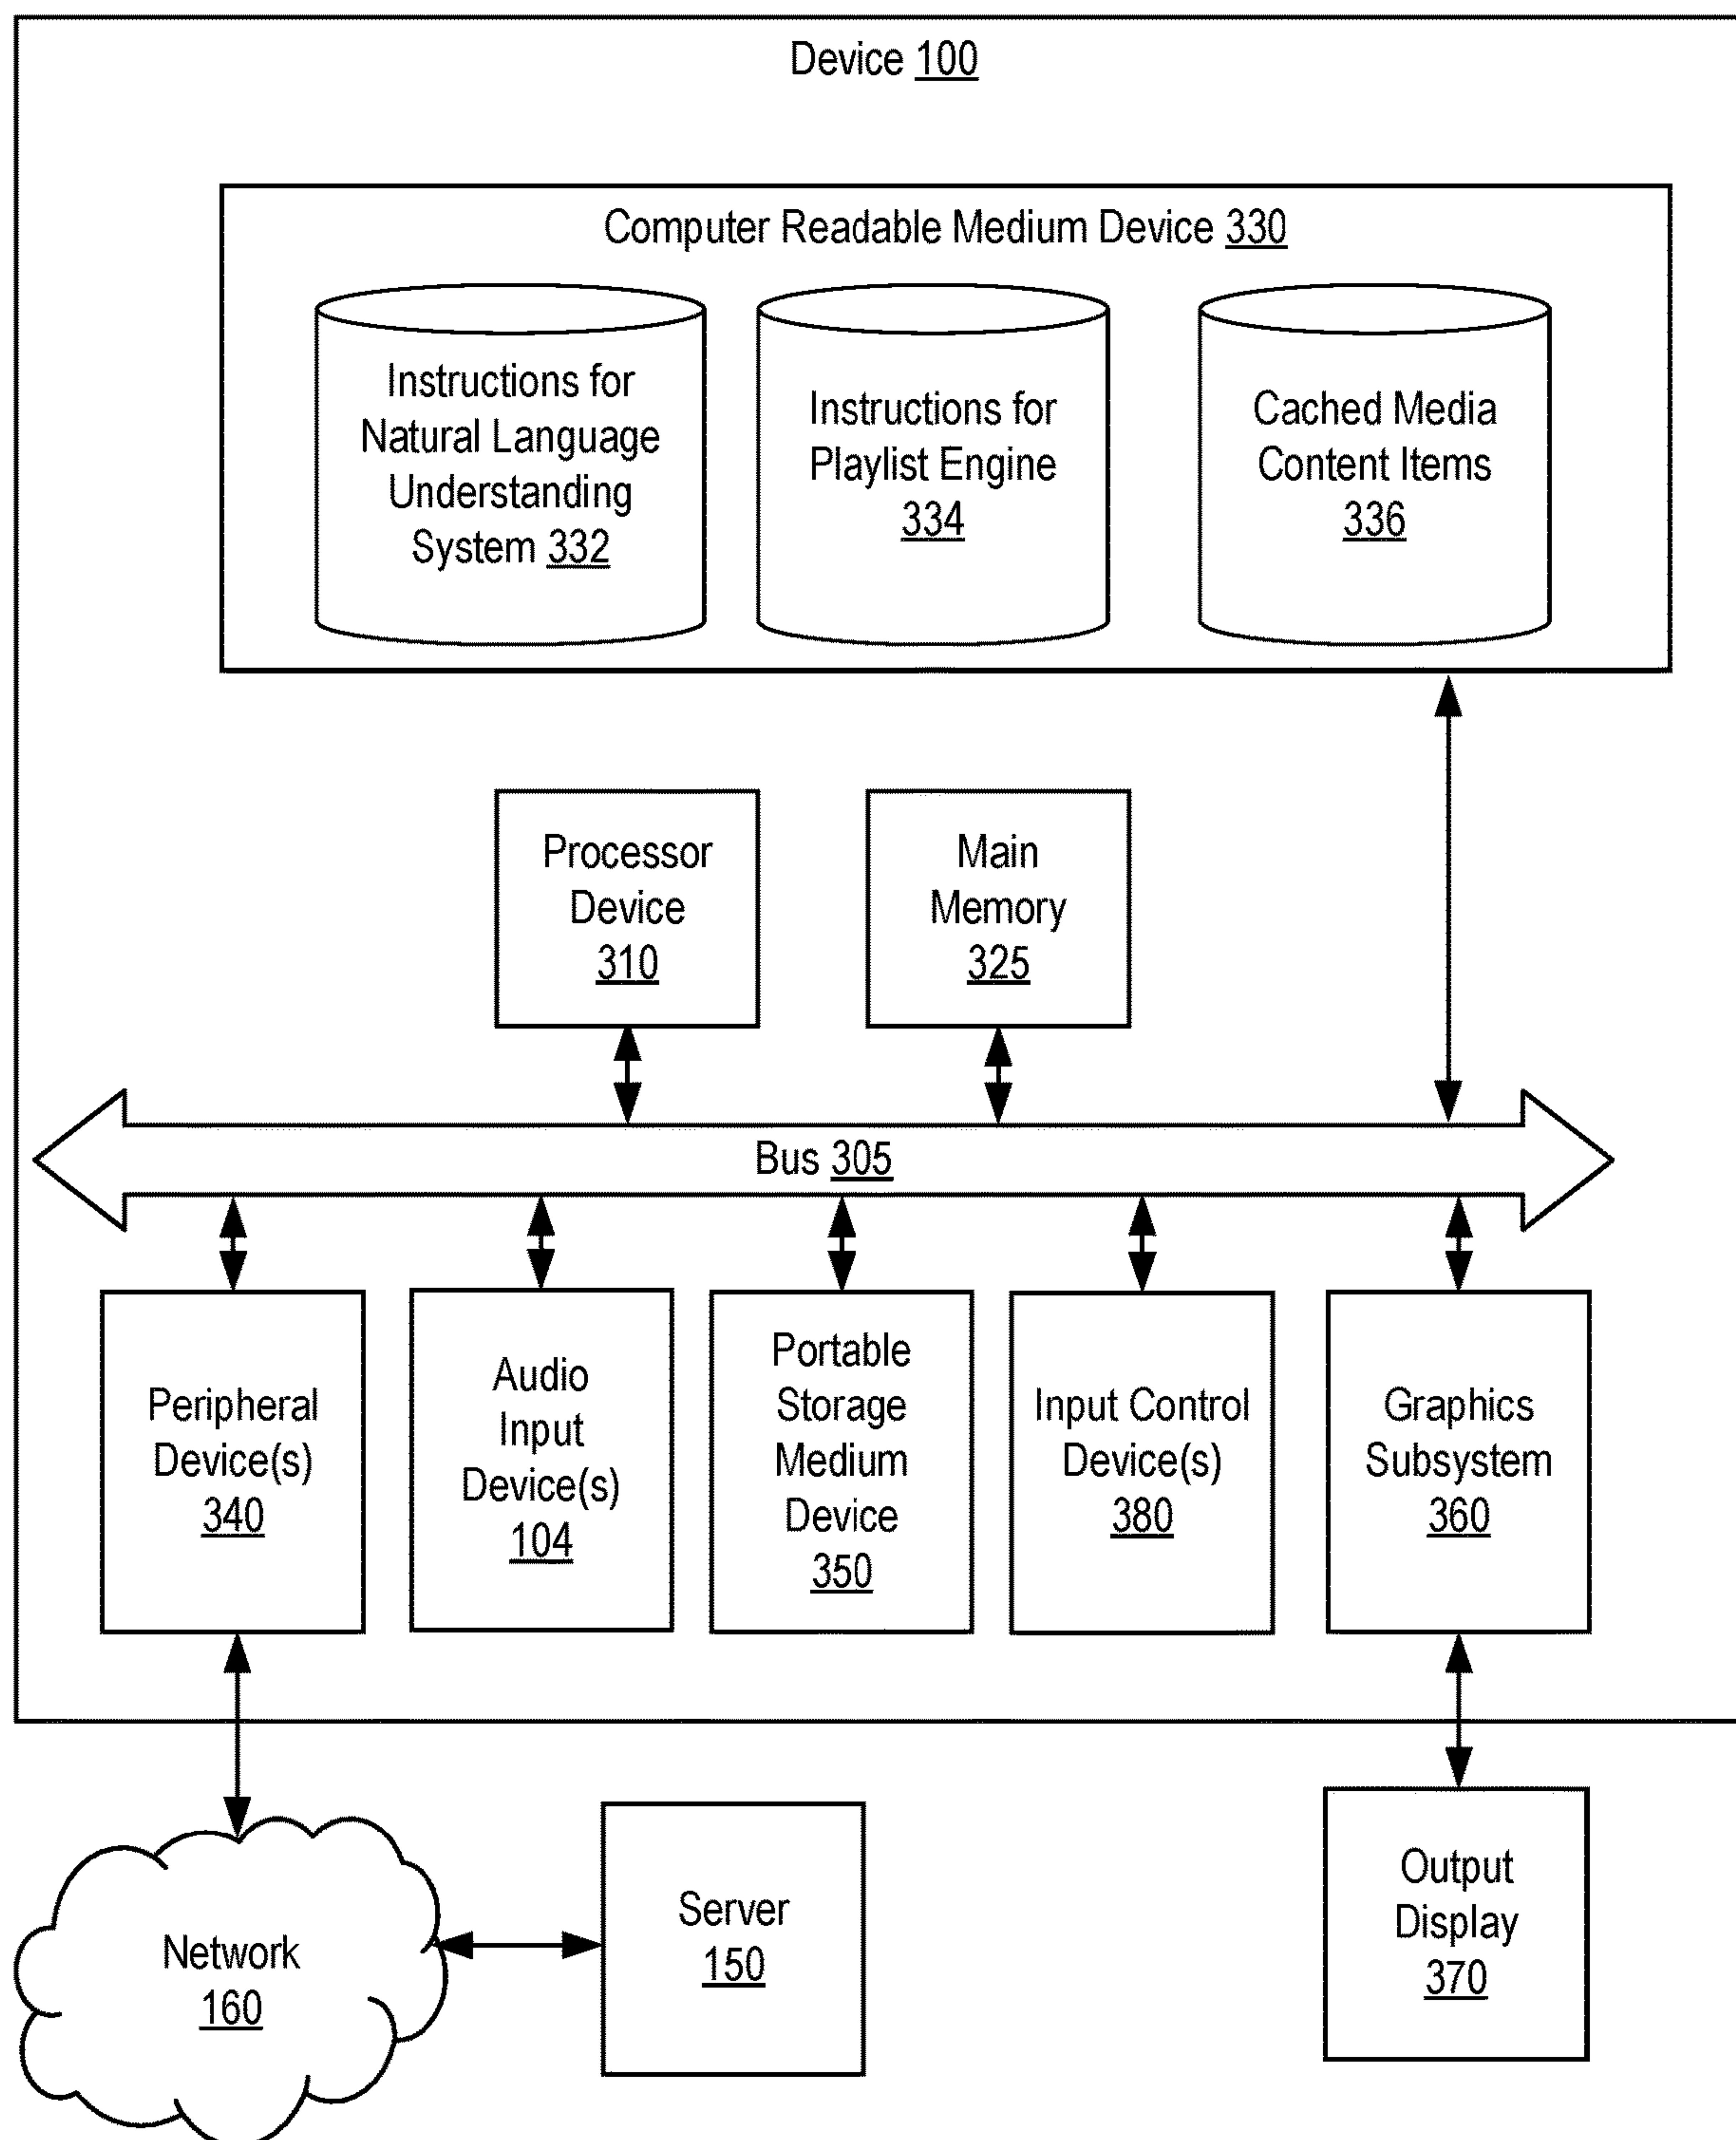 Device 100
Computer Readable Medium Device 330
Instructions for
Natural Language
Understanding
System 332
Instructions for
Playlist Engine
334
Cached Media
Content Items
336
Processor
Device
310
Main
Memory
325
Bus 305
Peripheral
Device(s)
340
Audio
Input
Device(s)
104
Portable
Storage
Medium
Device
350
Input Control
Device(s)
380
Graphics
Subsystem
360
Network
160
Server
150
Output
Display
370